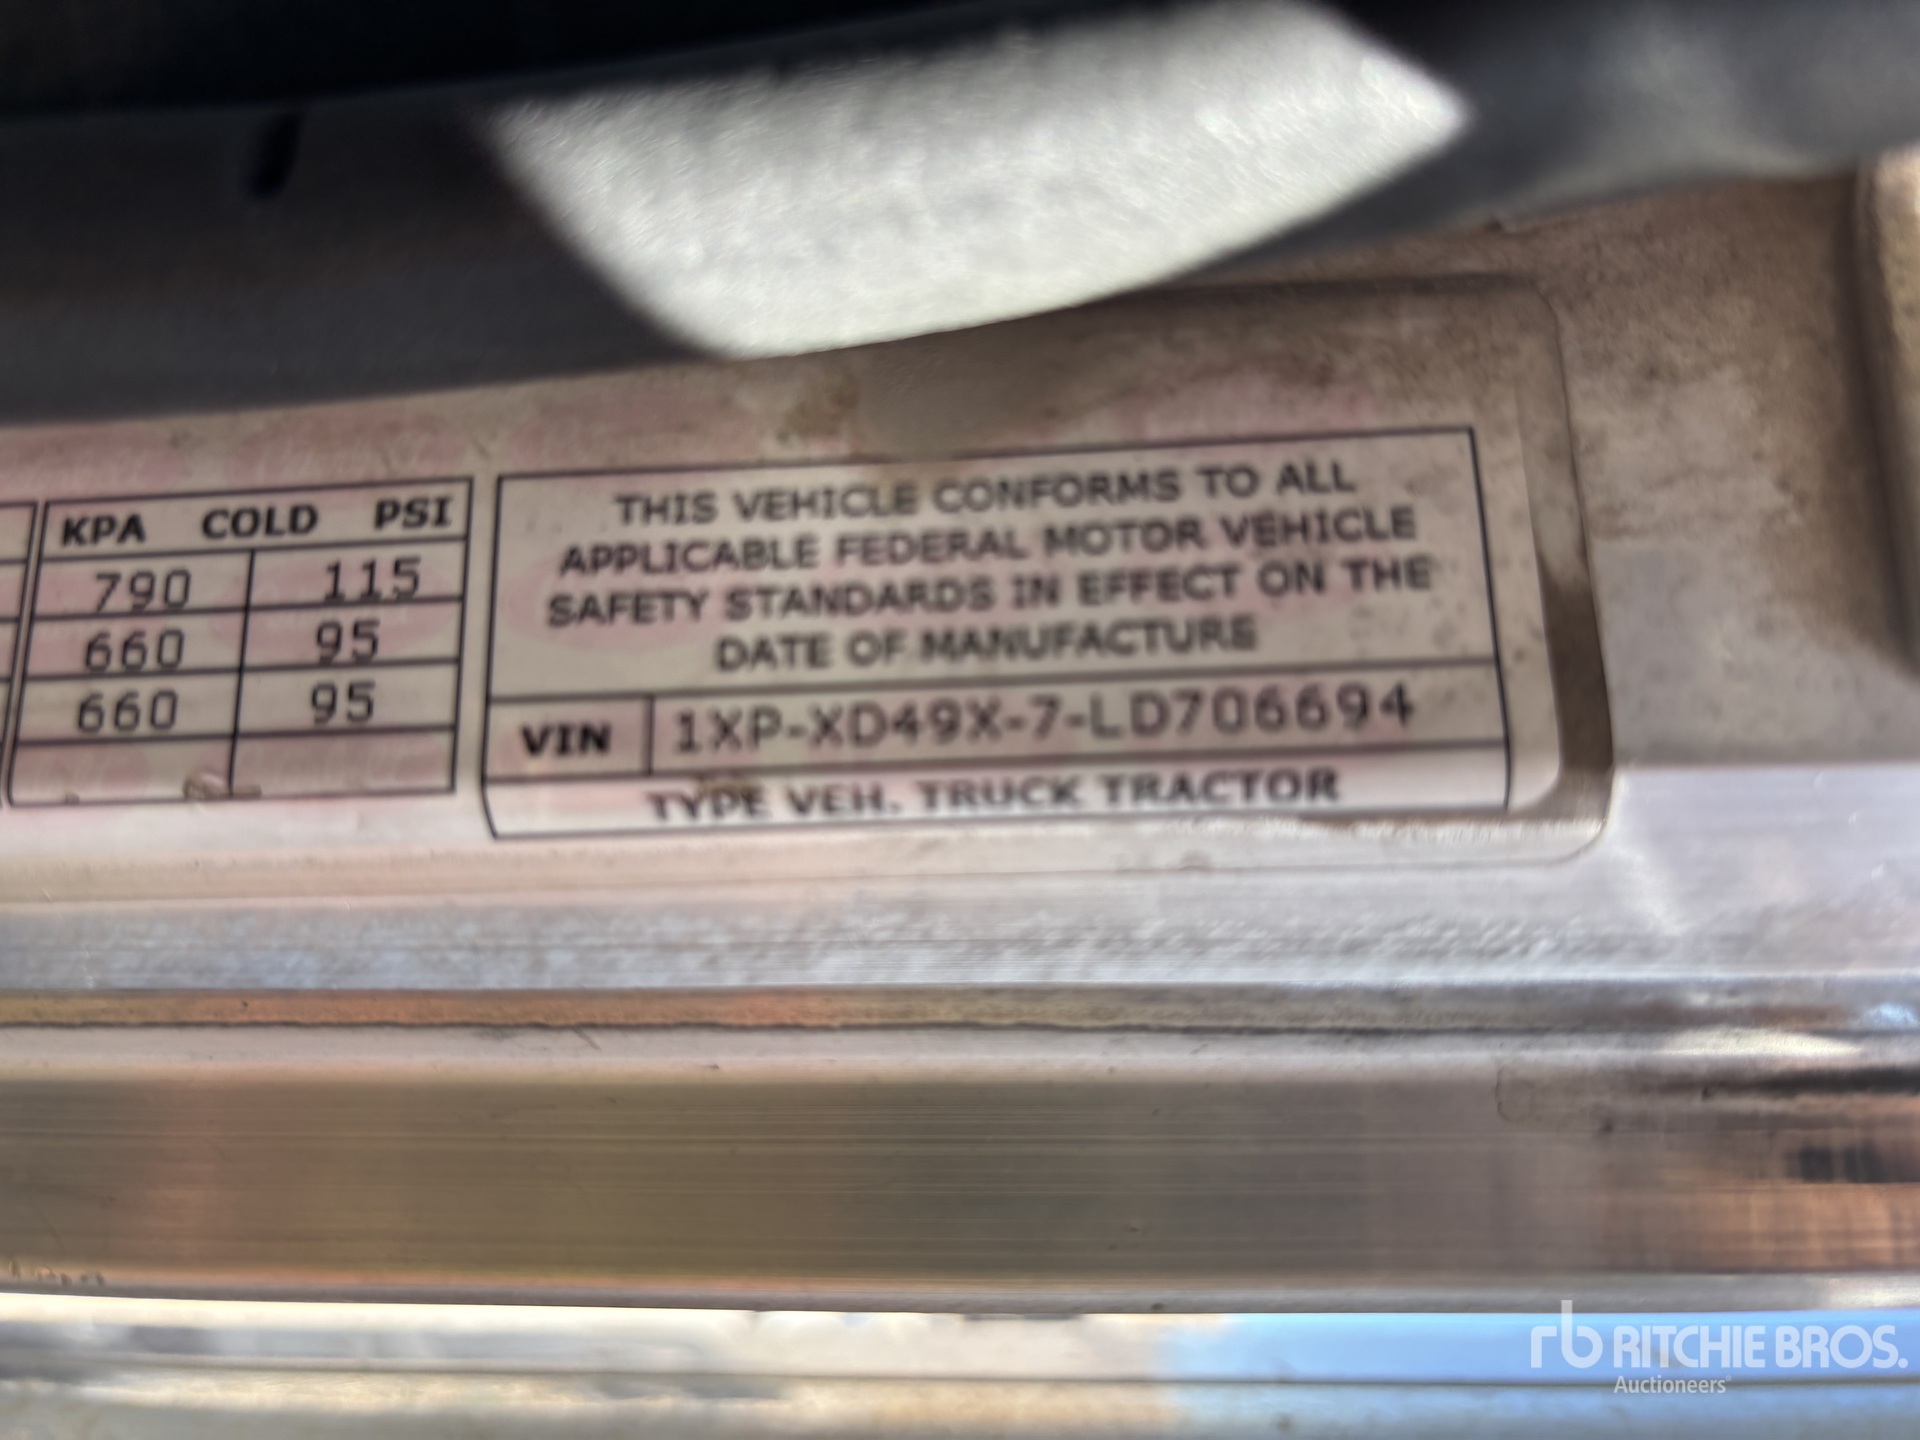 KPA COLD PSI
790 115
660 95
660 95
THIS VEHICLE CONFORMS TO ALL
APPLICABLE FEDERAL MOTOR VEHICLE
SAFETY STANDARDS IN EFFECT ON THE
DATE OF MANUFACTURE
VIN 1XP-XD49X-7-LD706694
TYPE VEH. TRUCK TRACTOR
rb RITCHIE BROS.
Auctioneers